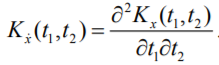 K_ẋ(t₁,t₂) = ∂²K_x(t₁,t₂) / ∂t₁∂t₂.